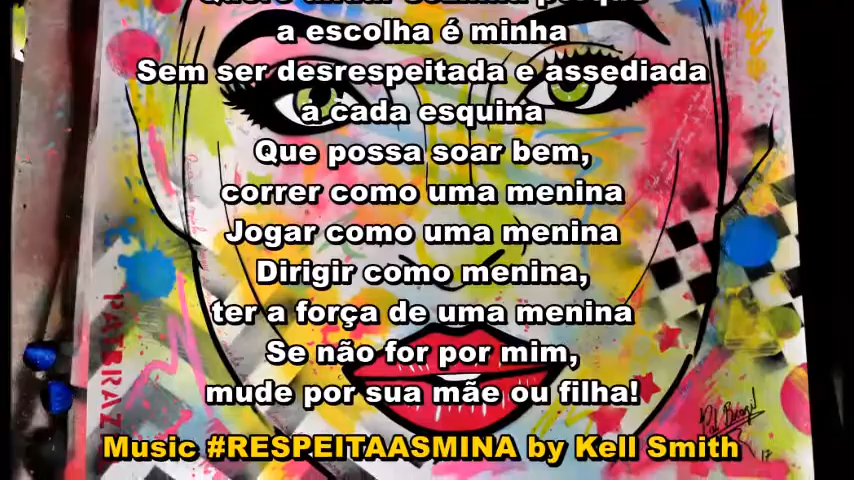 a escolha é minha
Sem ser desrespeitada e assediada
a cada esquina
Que possa soar bem,
correr como uma menina
Jogar como uma menina
Dirigir como menina,
ter a força de uma menina
Se não for por mim,
mude por sua mãe ou filha!
Music #RESPEITAASMINA by Kell Smith
17